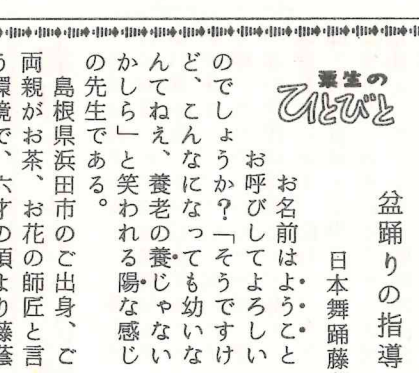 粟生の
ひとびと
盆踊りの指導
日本舞踊藤
お名前はようこと
お呼びしてよろしい
のでしょうか?「そうですけ
ど、こんなになっても幼いな
んてねえ、養老の養じゃない
かしら」と笑われる陽な感じ
の先生である。
島根県浜田市のご出身、ご
両親がお茶、お花の師匠と言
う環境で、六才の頃より藤蔭